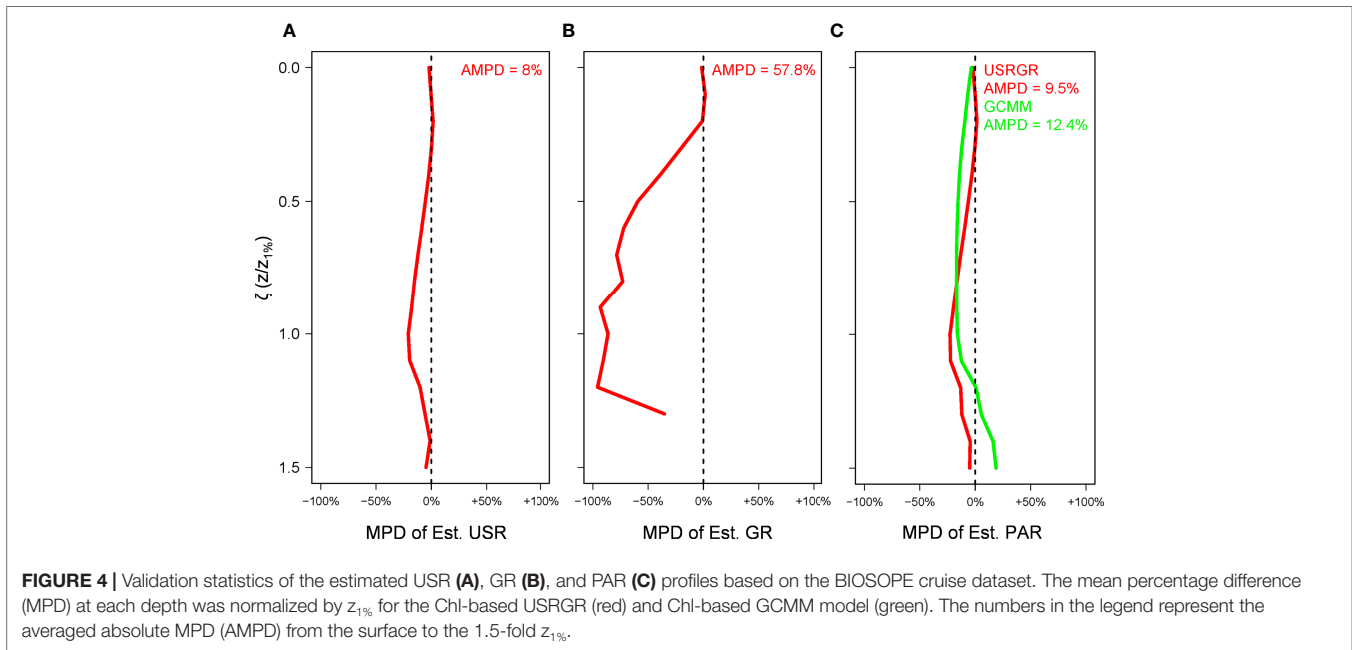 A
B
C
AMPD = 8%
AMPD = 57.8%
USRGR
AMPD = 9.5%
GCMM
AMPD = 12.4%
ζ (z/z1%)
0.0
0.5
1.0
1.5
−100% −50% 0% +50% +100%
−100% −50% 0% +50% +100%
−100% −50% 0% +50% +100%
MPD of Est. USR
MPD of Est. GR
MPD of Est. PAR
FIGURE 4 | Validation statistics of the estimated USR (A), GR (B), and PAR (C) profiles based on the BIOSOPE cruise dataset. The mean percentage difference
(MPD) at each depth was normalized by z1% for the Chl-based USRGR (red) and Chl-based GCMM model (green). The numbers in the legend represent the
averaged absolute MPD (AMPD) from the surface to the 1.5-fold z1%.